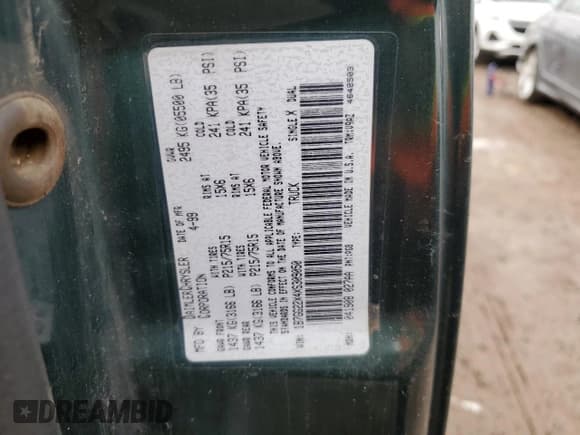 MFD BY DAIMLERCHRYSLER CORPORATION
DATE OF MFR 4-99
GVWR 2495 KG(05500 LB)
GAWR FRONT 1437 KG(3166 LB)
WITH TIRES P215/75R15
RIMS AT 15X6
COLD 241 KPA(35 PSI)
GAWR REAR 1437 KG(3166 LB)
WITH TIRES P215/75R15
RIMS AT 15X6
COLD 241 KPA(35 PSI)
THIS VEHICLE CONFORMS TO ALL APPLICABLE FEDERAL MOTOR VEHICLE SAFETY
STANDARDS IN EFFECT ON THE DATE OF MANUFACTURE SHOWN ABOVE.
VIN: TYPE: TRUCK SINGLE X DUAL
VEHICLE MADE IN U.S.A.
4648503
DREAMBID